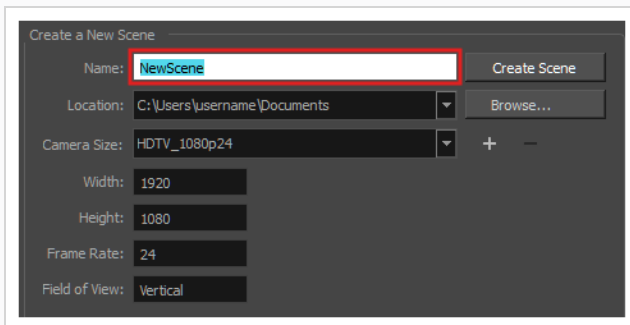 Create a New Scene
Name: NewScene Create Scene
Location: C:\Users\username\Documents Browse...
Camera Size: HDTV_1080p24 + −
Width: 1920
Height: 1080
Frame Rate: 24
Field of View: Vertical